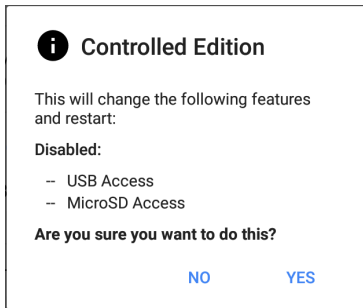 Controlled Edition
This will change the following features
and restart:
Disabled:
-- USB Access
-- MicroSD Access
Are you sure you want to do this?
NO YES